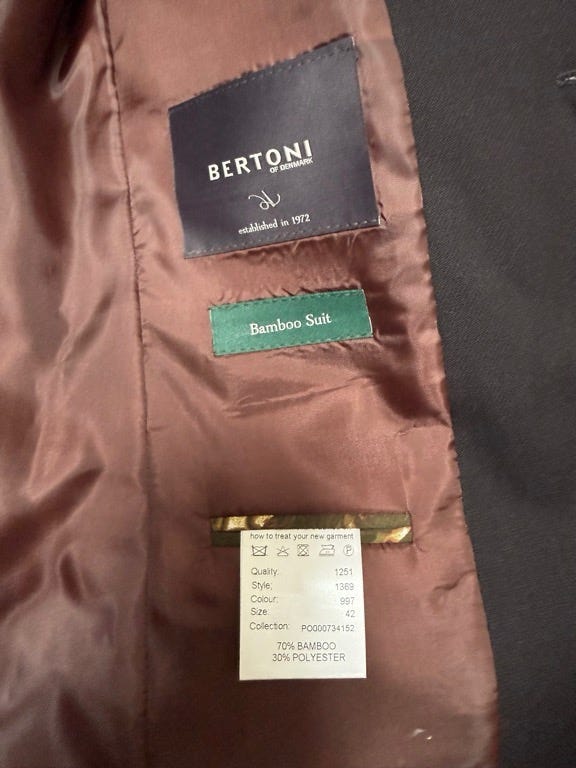 BERTONI
OF DENMARK
established in 1972
Bamboo Suit
how to treat your new garment
P
Quality: 1251
Style; 1369
Colour: 997
Size: 42
Collection: PO000734152
70% BAMBOO
30% POLYESTER